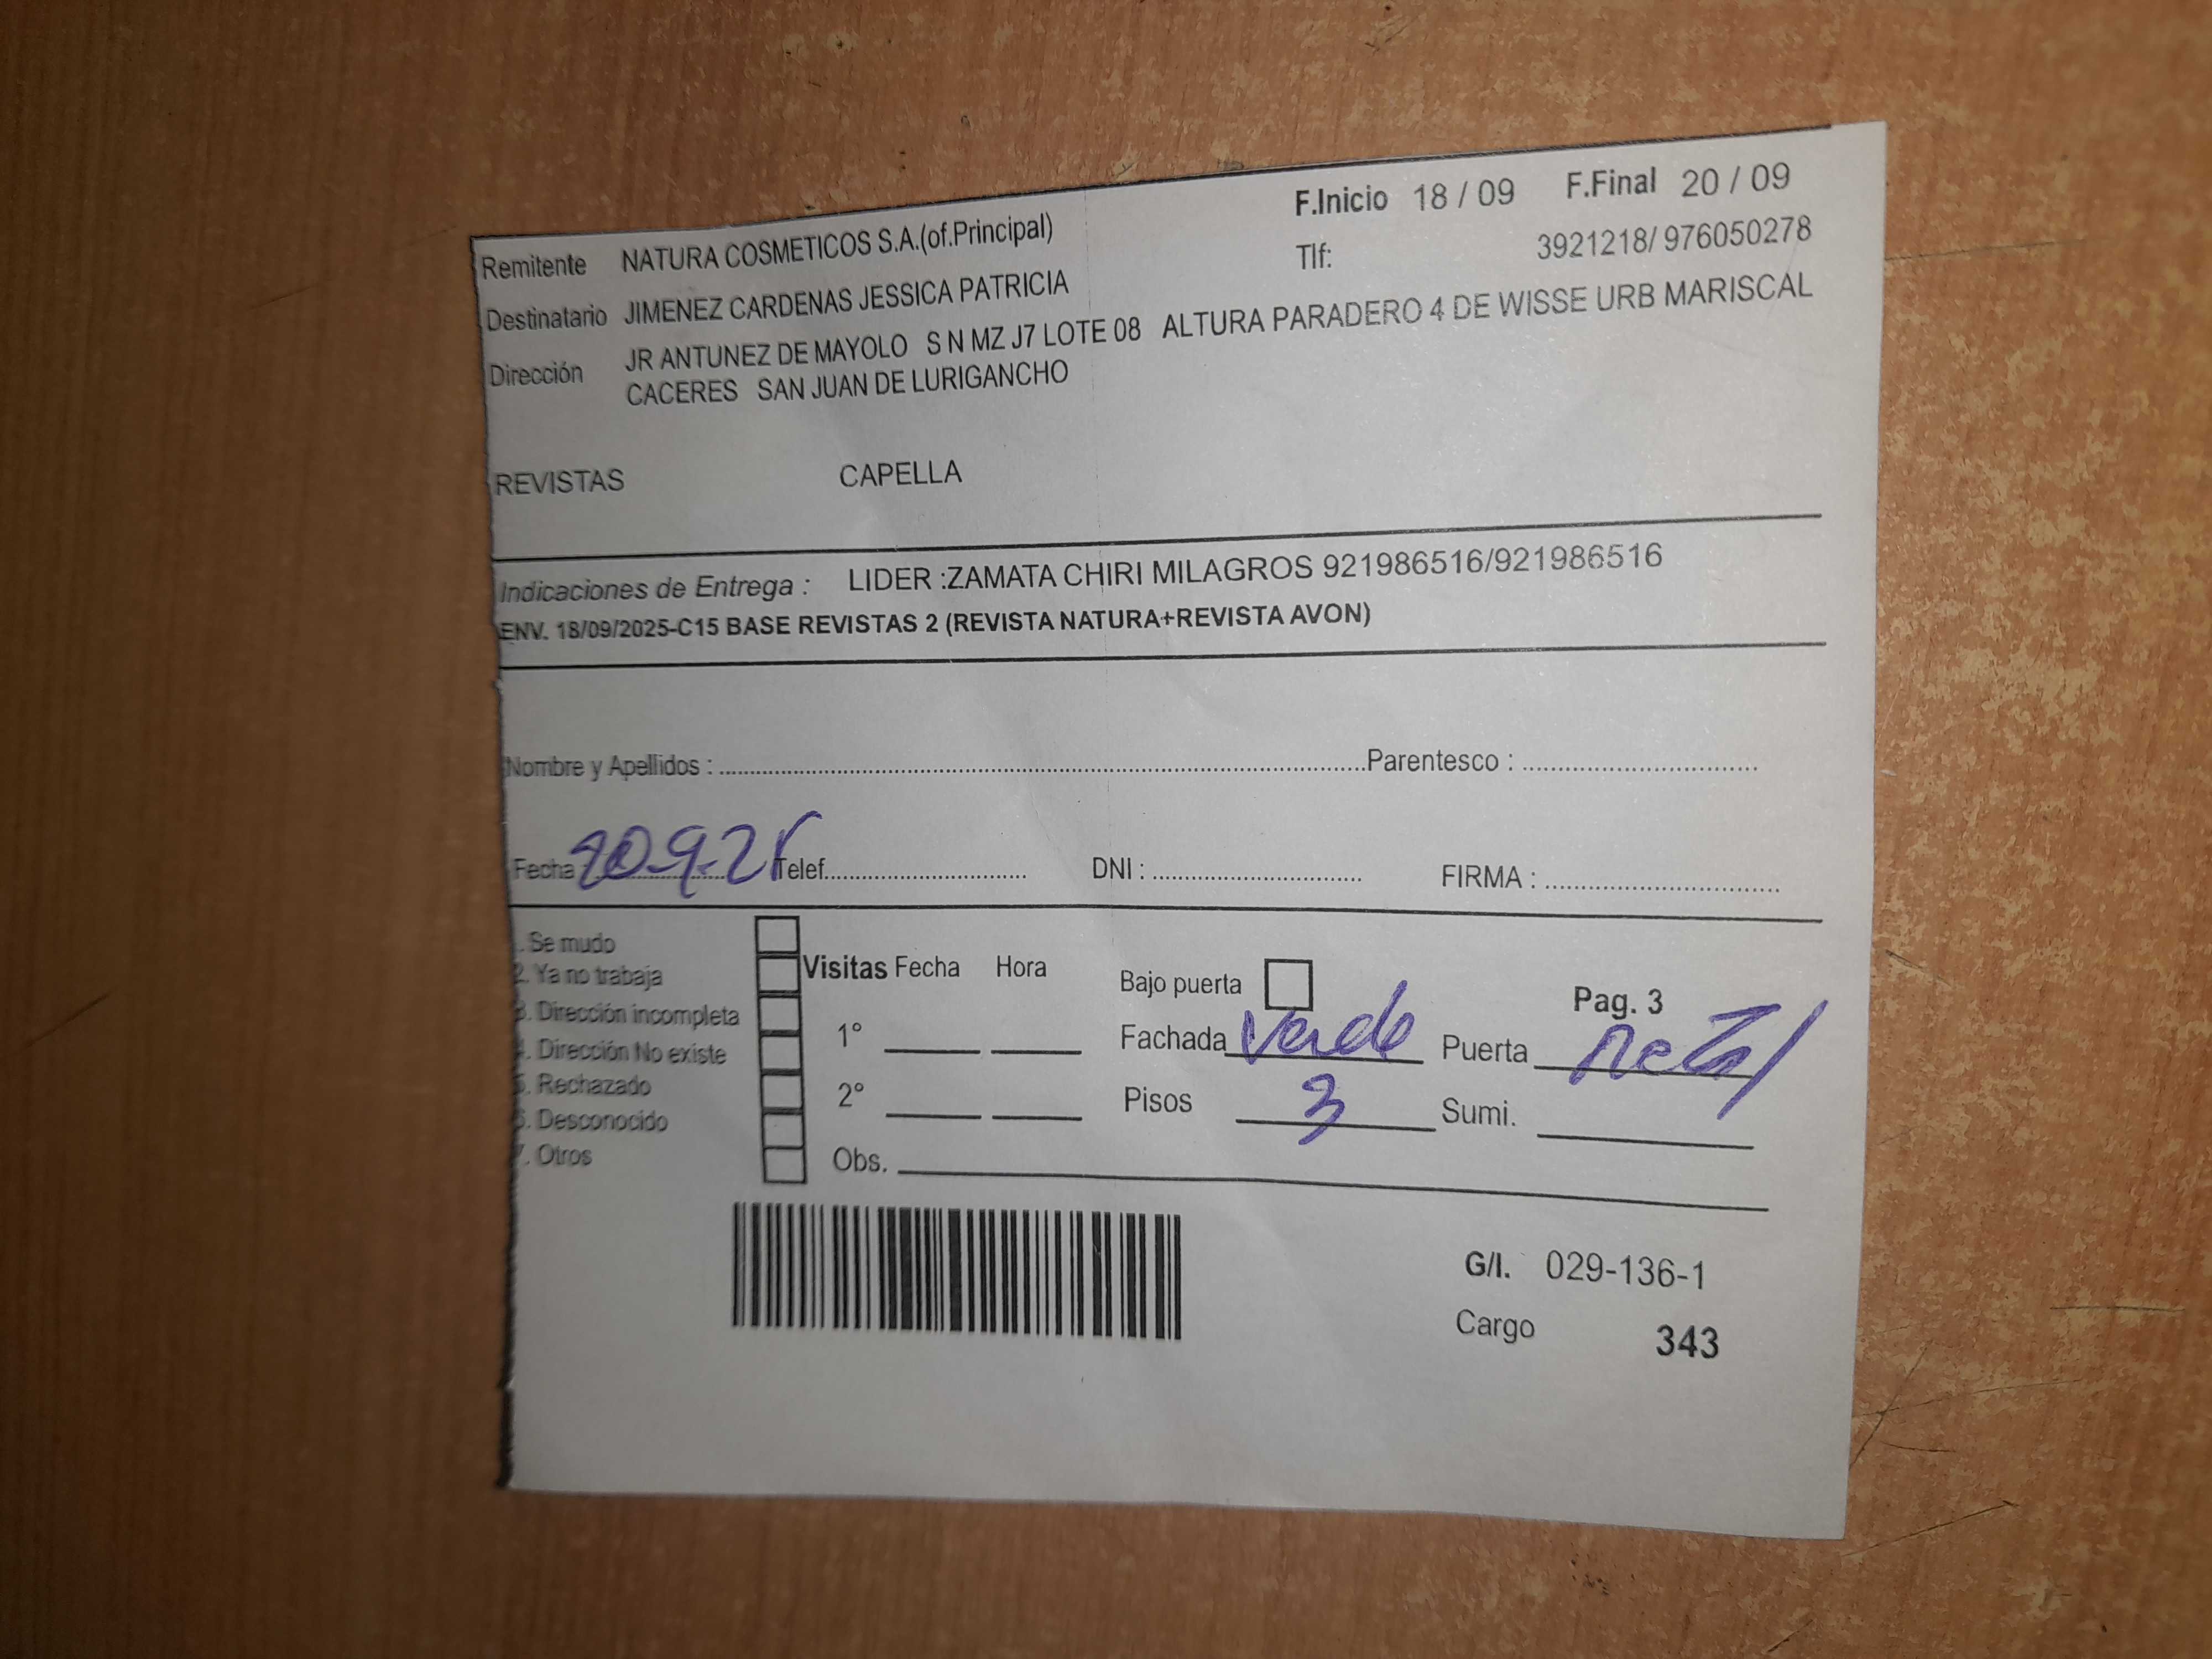 F.Inicio 18 / 09 F.Final 20 / 09
Remitente NATURA COSMETICOS S.A.(of.Principal) Tlf: 3921218/ 976050278
Destinatario JIMENEZ CARDENAS JESSICA PATRICIA
Dirección JR ANTUNEZ DE MAYOLO S N MZ J7 LOTE 08 ALTURA PARADERO 4 DE WISSE URB MARISCAL
CACERES SAN JUAN DE LURIGANCHO
REVISTAS CAPELLA
Indicaciones de Entrega : LIDER :ZAMATA CHIRI MILAGROS 921986516/921986516
ENV. 18/09/2025-C15 BASE REVISTAS 2 (REVISTA NATURA+REVISTA AVON)
Nombre y Apellidos : Parentesco :
Fecha 20-9-25 Telef. DNI : FIRMA :
. Se mudo
2. Ya no trabaja Visitas Fecha Hora Bajo puerta Pag. 3
3. Dirección incompleta 1° Fachada verde Puerta metal
4. Dirección No existe
5. Rechazado 2° Pisos 3 Sumi.
6. Desconocido
7. Otros Obs.
G/I. 029-136-1
Cargo 343